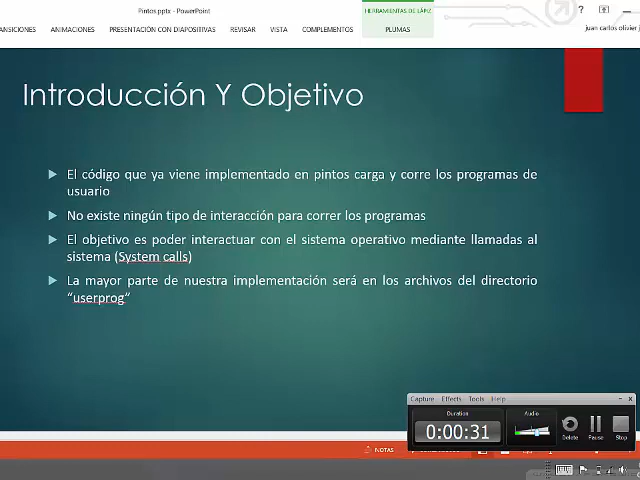 Pintos.pptx - PowerPoint
HERRAMIENTAS DE LÁPIZ
ANSICIONES ANIMACIONES PRESENTACIÓN CON DIAPOSITIVAS REVISAR VISTA COMPLEMENTOS PLUMAS
juan carlos olivier j
Introducción Y Objetivo
El código que ya viene implementado en pintos carga y corre los programas de
usuario
No existe ningún tipo de interacción para correr los programas
El objetivo es poder interactuar con el sistema operativo mediante llamadas al
sistema (System calls)
La mayor parte de nuestra implementación será en los archivos del directorio
“userprog“
Capture Effects Tools Help
Duration
Audio
0:00:31
Delete Pause Stop
NOTAS